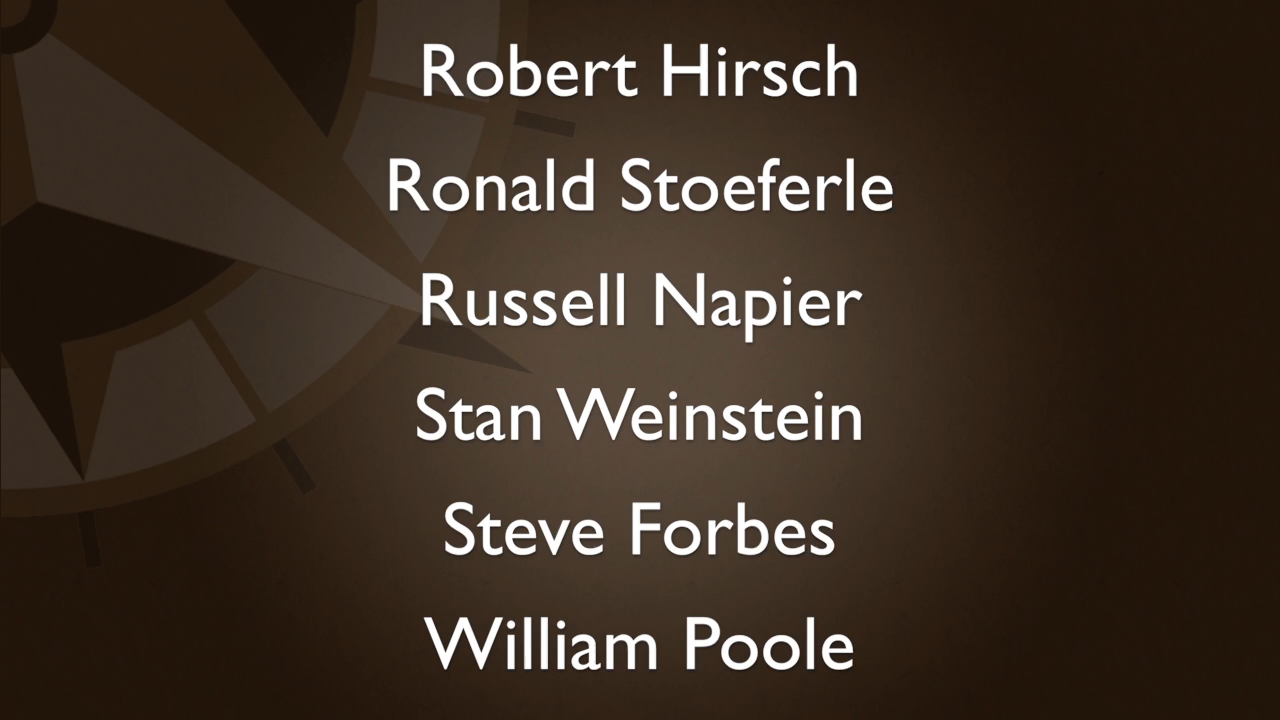 Robert Hirsch
Ronald Stoeferle
Russell Napier
Stan Weinstein
Steve Forbes
William Poole